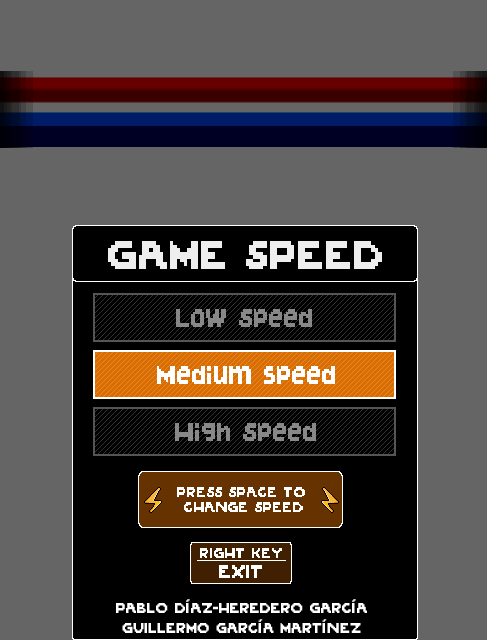 GAME SPEED
Low Speed
Medium Speed
High Speed
PRESS SPACE TO
CHANGE SPEED
RIGHT KEY
EXIT
PABLO DÍAZ-HEREDERO GARCÍA
GUILLERMO GARCÍA MARTÍNEZ